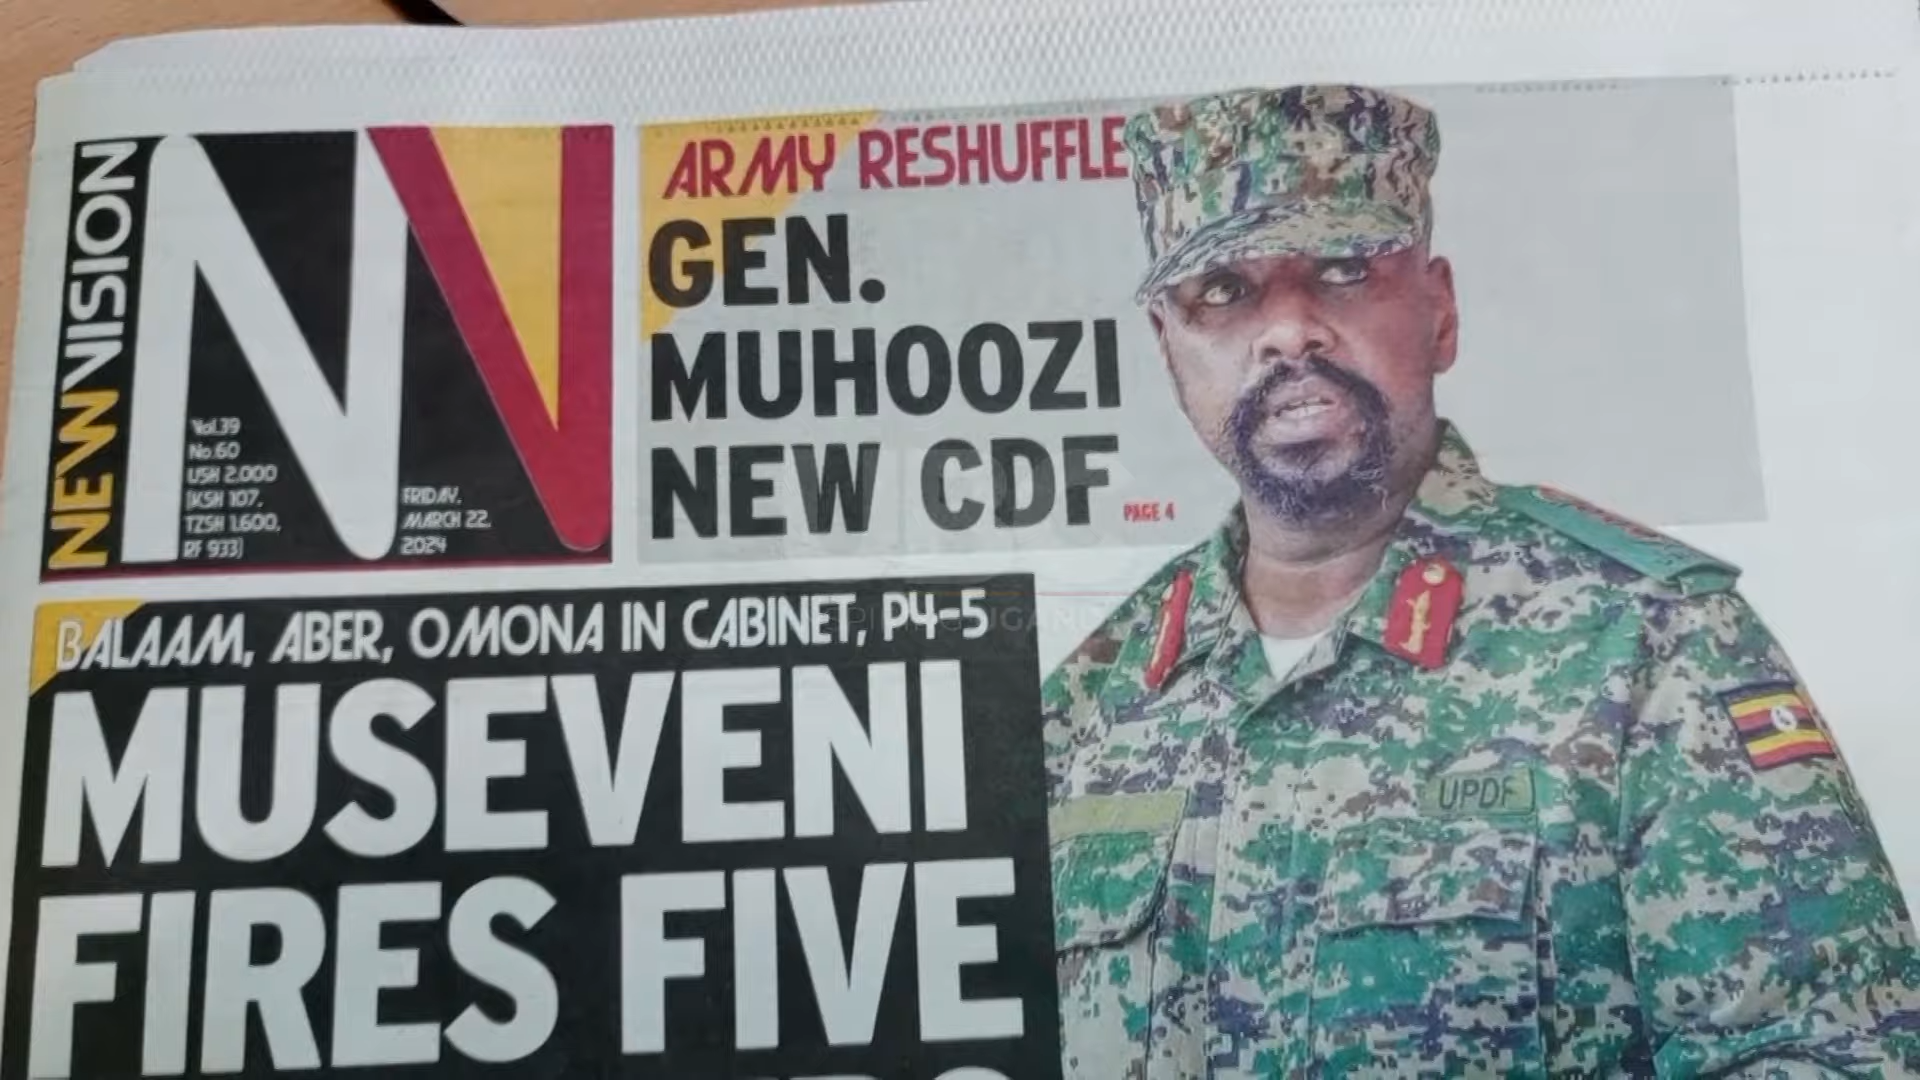 NEW VISION
NV
Vol.39
No.60
USH 2,000
[KSH 107,
TZSH 1,600,
RF 933]
FRIDAY,
MARCH 22,
2024
ARMY RESHUFFLE
GEN.
MUHOOZI
NEW CDF
PAGE 4
BALAAM, ABER, OMONA IN CABINET, P4-5
MUSEVENI
FIRES FIVE
UPDF